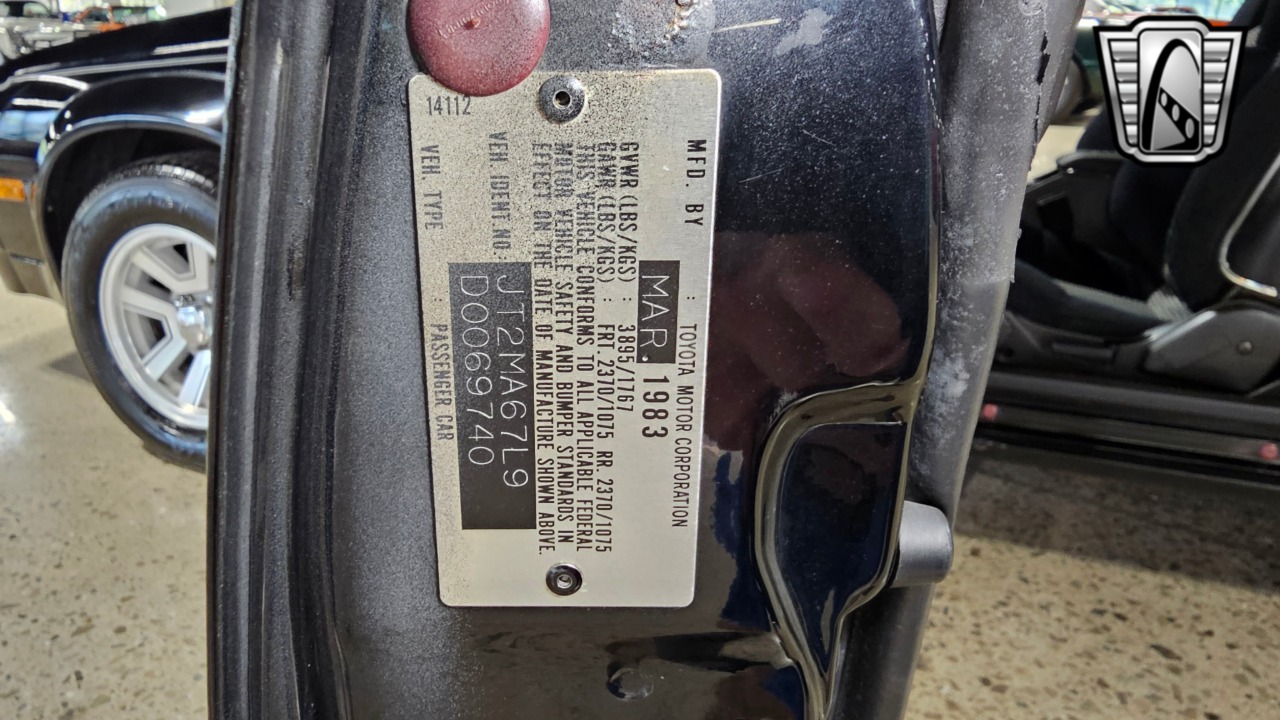 MFD. BY : TOYOTA MOTOR CORPORATION
MAR. 1983
GVWR (LBS/KGS) : 3895/1767
GAWR (LBS/KGS) : FRT. 2370/1075 RR. 2370/1075
THIS VEHICLE CONFORMS TO ALL APPLICABLE FEDERAL
MOTOR VEHICLE SAFETY AND BUMPER STANDARDS IN
EFFECT ON THE DATE OF MANUFACTURE SHOWN ABOVE.
VEH IDENT. NO. JT2MA67L9
D0069740
VEH. TYPE : PASSENGER CAR
14112